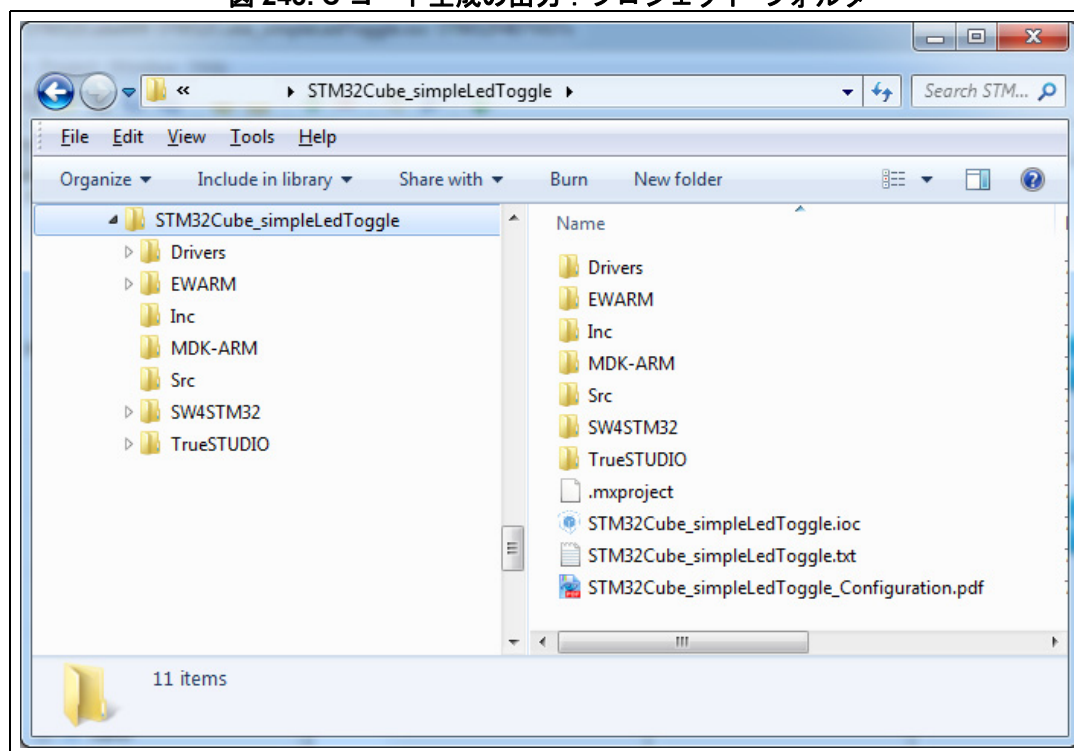 « ▸ STM32Cube_simpleLedToggle ▸
Search STM...
File Edit View Tools Help
Organize Include in library Share with Burn New folder
STM32Cube_simpleLedToggle
Drivers
EWARM
Inc
MDK-ARM
Src
SW4STM32
TrueSTUDIO
Name
Drivers
EWARM
Inc
MDK-ARM
Src
SW4STM32
TrueSTUDIO
.mxproject
STM32Cube_simpleLedToggle.ioc
STM32Cube_simpleLedToggle.txt
STM32Cube_simpleLedToggle_Configuration.pdf
11 items